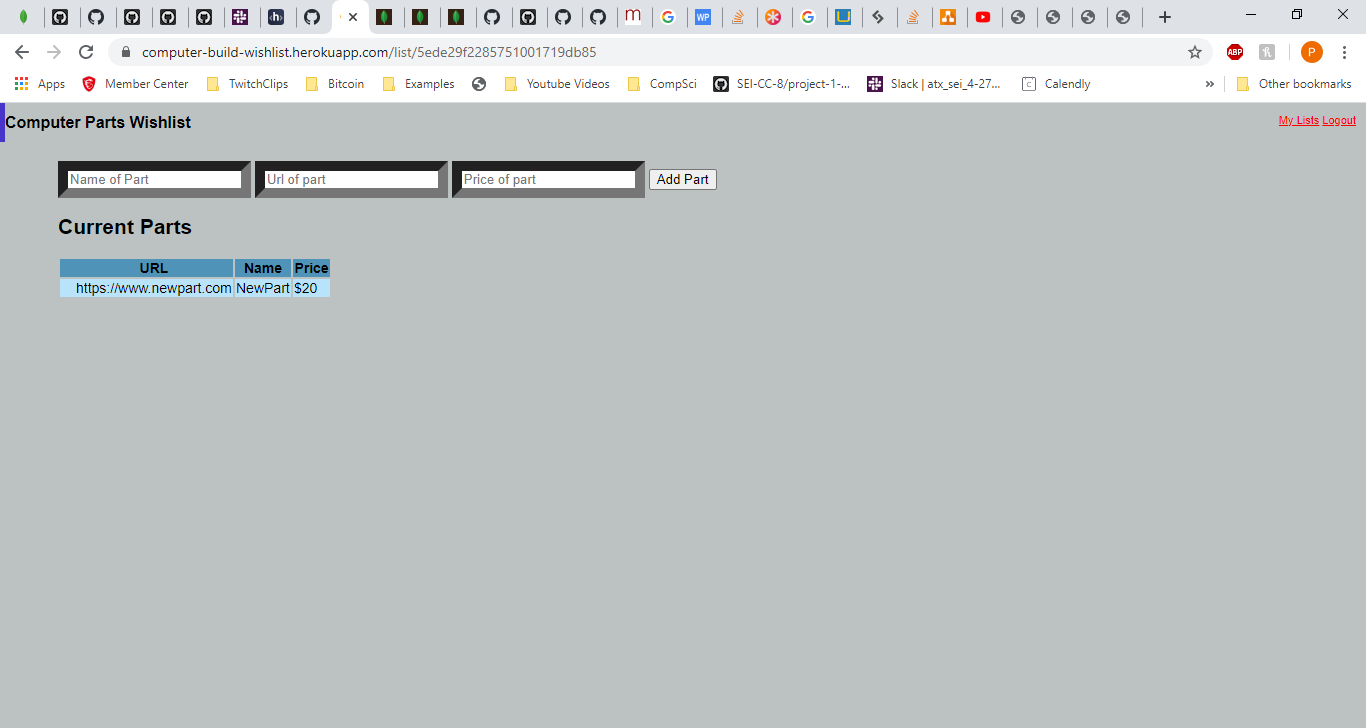 computer-build-wishlist.herokuapp.com/list/5ede29f2285751001719db85
ABP
P
Apps Member Center TwitchClips Bitcoin Examples Youtube Videos CompSci SEI-CC-8/project-1-... Slack | atx_sei_4-27... Calendly » Other bookmarks
Computer Parts Wishlist
My Lists Logout
Name of Part Url of part Price of part Add Part
Current Parts
URL Name Price
https://www.newpart.com NewPart $20